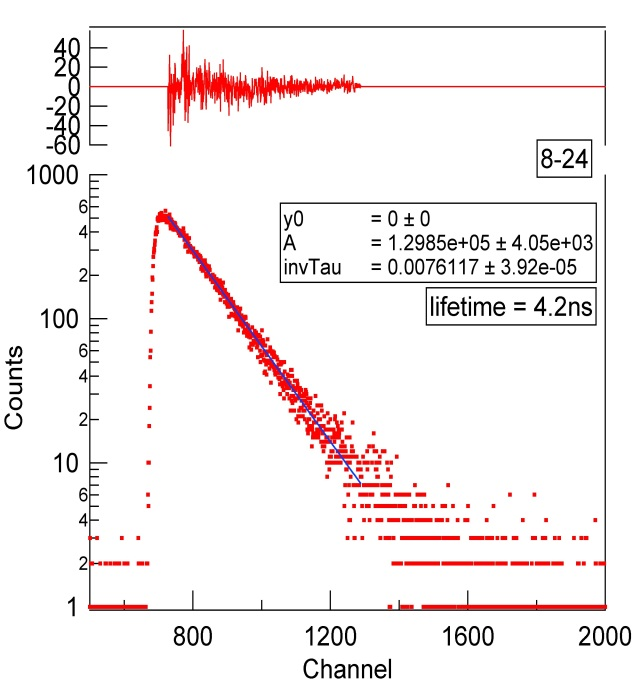 40
20
0
-20
-40
-60
8-24
1000
6
4
2
100
6
4
2
10
6
4
2
1
y0 = 0 ± 0
A = 1.2985e+05 ± 4.05e+03
invTau = 0.0076117 ± 3.92e-05
lifetime = 4.2ns
Counts
800 1200 1600 2000
Channel